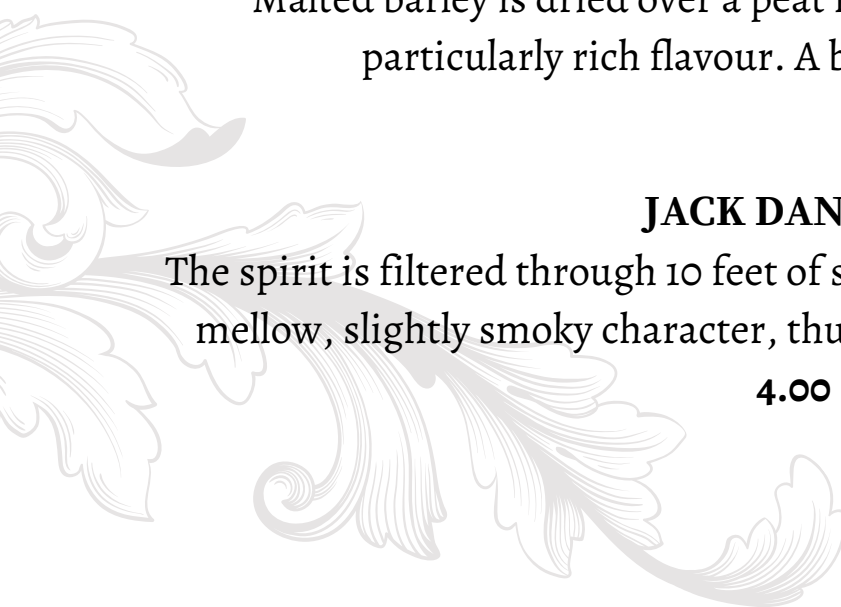 Malted barley is dried over a peat
particularly rich flavour. A
JACK DAN
The spirit is filtered through 10 feet of
mellow, slightly smoky character,
4.00